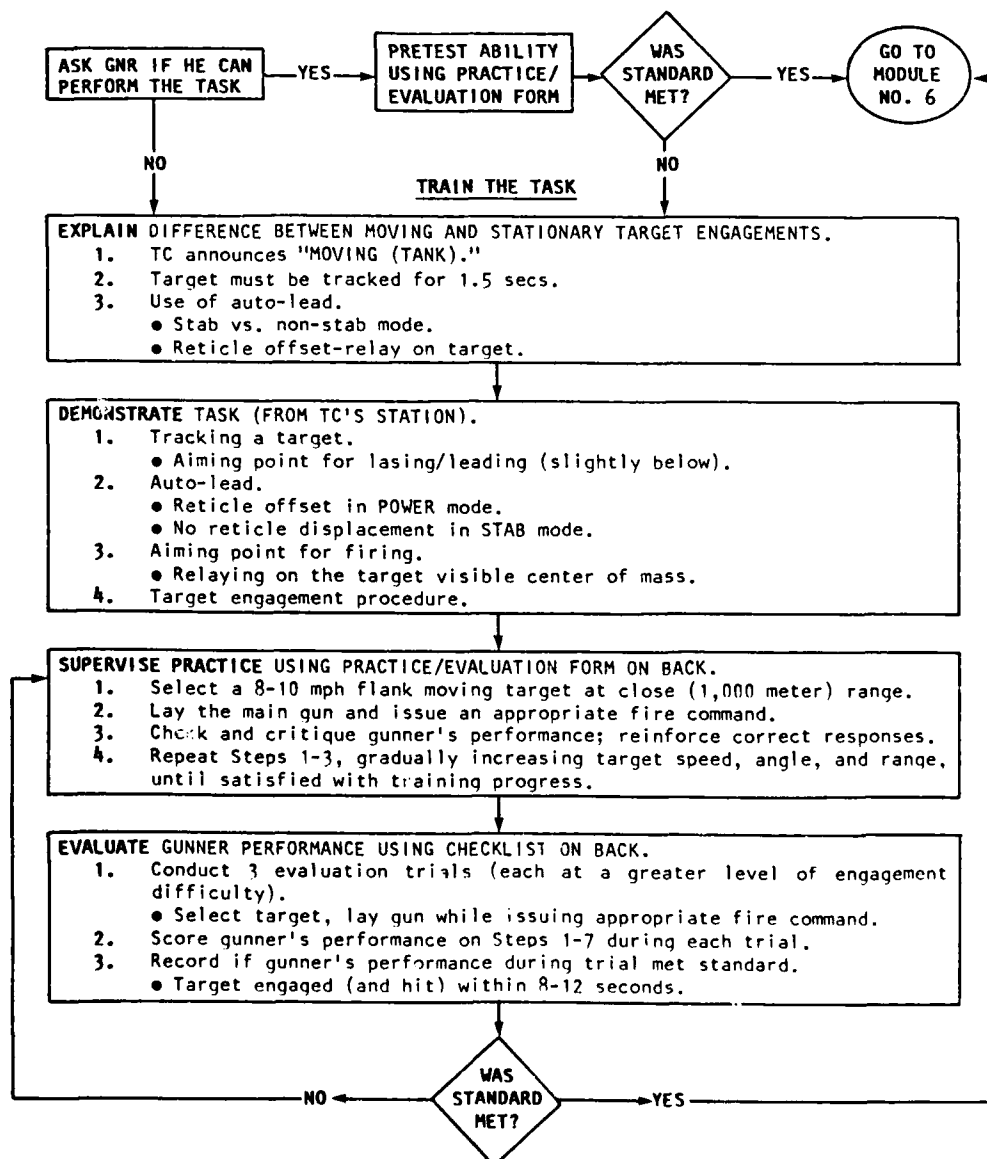 ASK GNR IF HE CAN
PERFORM THE TASK
YES
PRETEST ABILITY
USING PRACTICE/
EVALUATION FORM
WAS
STANDARD
MET?
YES
GO TO
MODULE
NO. 6
NO
NO
TRAIN THE TASK
EXPLAIN DIFFERENCE BETWEEN MOVING AND STATIONARY TARGET ENGAGEMENTS.
1. TC announces "MOVING (TANK)."
2. Target must be tracked for 1.5 secs.
3. Use of auto-lead.
• Stab vs. non-stab mode.
• Reticle offset-relay on target.
DEMONSTRATE TASK (FROM TC'S STATION).
1. Tracking a target.
• Aiming point for lasing/leading (slightly below).
2. Auto-lead.
• Reticle offset in POWER mode.
• No reticle displacement in STAB mode.
3. Aiming point for firing.
• Relaying on the target visible center of mass.
4. Target engagement procedure.
SUPERVISE PRACTICE USING PRACTICE/EVALUATION FORM ON BACK.
1. Select a 8-10 mph flank moving target at close (1,000 meter) range.
2. Lay the main gun and issue an appropriate fire command.
3. Check and critique gunner's performance; reinforce correct responses.
4. Repeat Steps 1-3, gradually increasing target speed, angle, and range,
until satisfied with training progress.
EVALUATE GUNNER PERFORMANCE USING CHECKLIST ON BACK.
1. Conduct 3 evaluation trials (each at a greater level of engagement
difficulty).
• Select target, lay gun while issuing appropriate fire command.
2. Score gunner's performance on Steps 1-7 during each trial.
3. Record if gunner's performance during trial met standard.
• Target engaged (and hit) within 8-12 seconds.
NO
WAS
STANDARD
MET?
YES